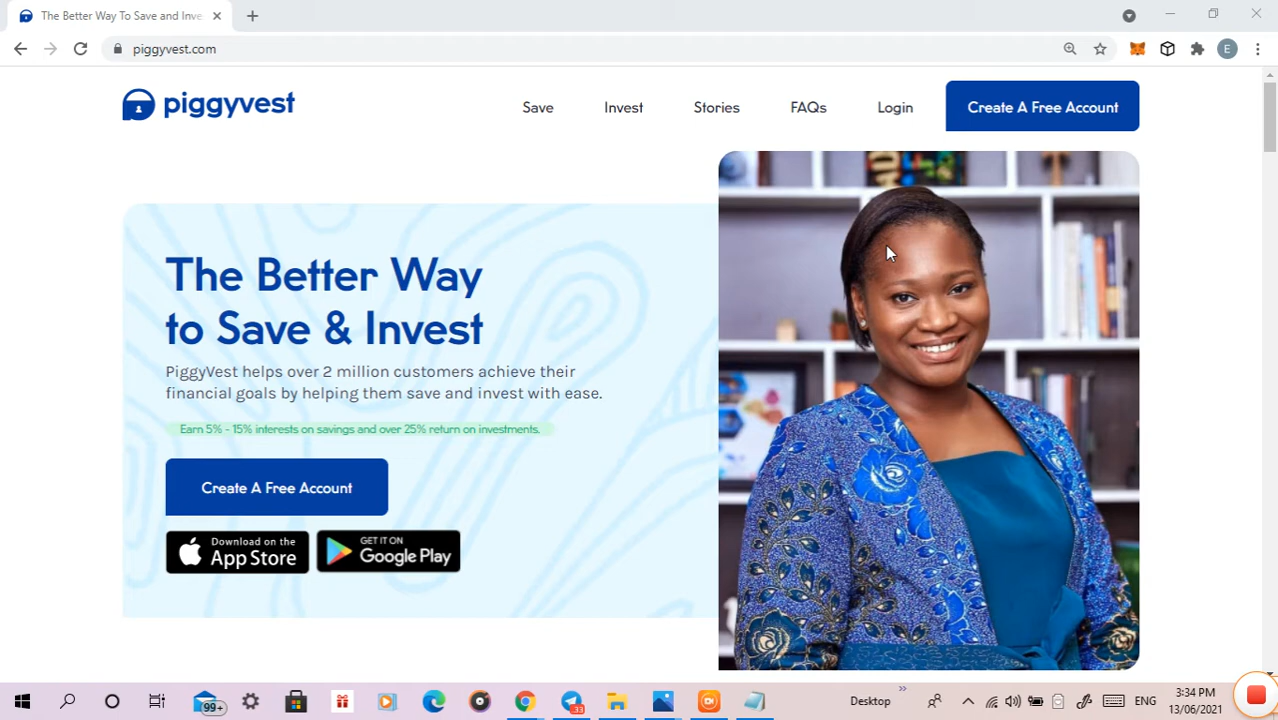 The Better Way To Save and Inve
piggyvest.com
E
piggyvest
Save
Invest
Stories
FAQs
Login
Create A Free Account
The Better Way
to Save & Invest
PiggyVest helps over 2 million customers achieve their
financial goals by helping them save and invest with ease.
Earn 5% - 15% interests on savings and over 25% return on investments.
Create A Free Account
Download on the
App Store
GET IT ON
Google Play
99+
33
Desktop
ENG
3:34 PM
13/06/2021